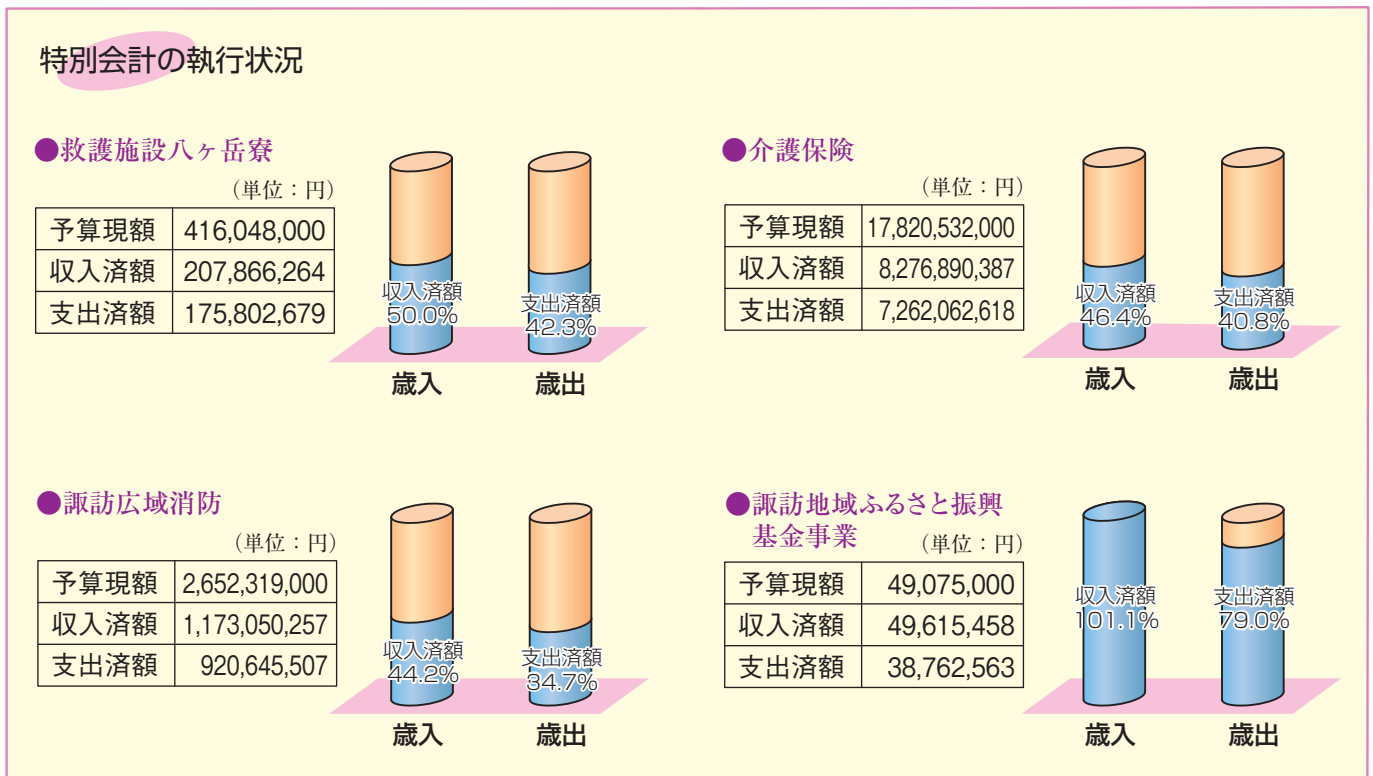 特別会計の執行状況
●救護施設八ヶ岳寮
（単位：円）
予算現額 416,048,000
収入済額 207,866,264
支出済額 175,802,679
収入済額
50.0%
支出済額
42.3%
歳入 歳出
●介護保険
（単位：円）
予算現額 17,820,532,000
収入済額 8,276,890,387
支出済額 7,262,062,618
収入済額
46.4%
支出済額
40.8%
歳入 歳出
●諏訪広域消防
（単位：円）
予算現額 2,652,319,000
収入済額 1,173,050,257
支出済額 920,645,507
収入済額
44.2%
支出済額
34.7%
歳入 歳出
●諏訪地域ふるさと振興
基金事業 （単位：円）
予算現額 49,075,000
収入済額 49,615,458
支出済額 38,762,563
収入済額
101.1%
支出済額
79.0%
歳入 歳出